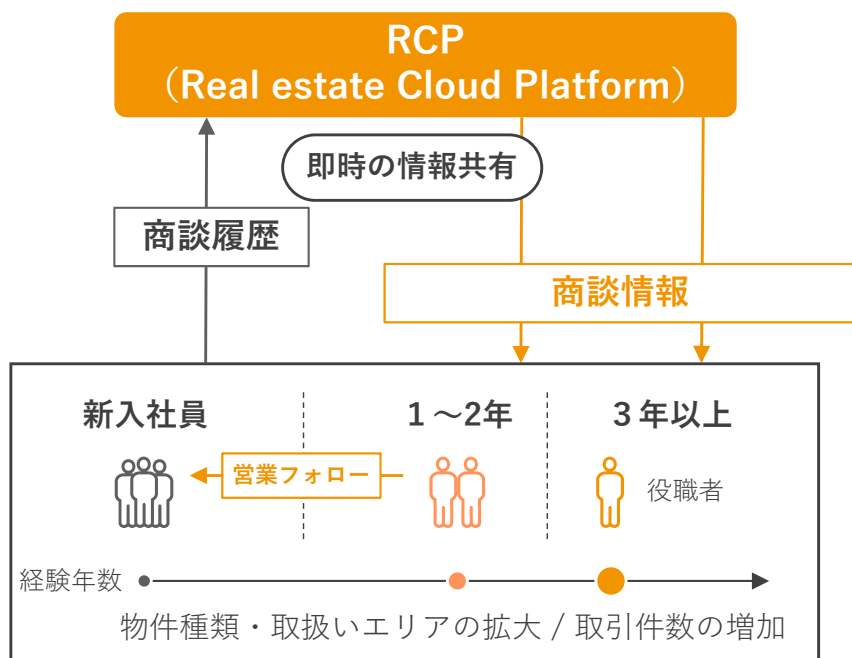 RCP
（Real estate Cloud Platform）
即時の情報共有
商談履歴
商談情報
新入社員
1～2年
3年以上
営業フォロー
役職者
経験年数
物件種類・取扱いエリアの拡大 / 取引件数の増加